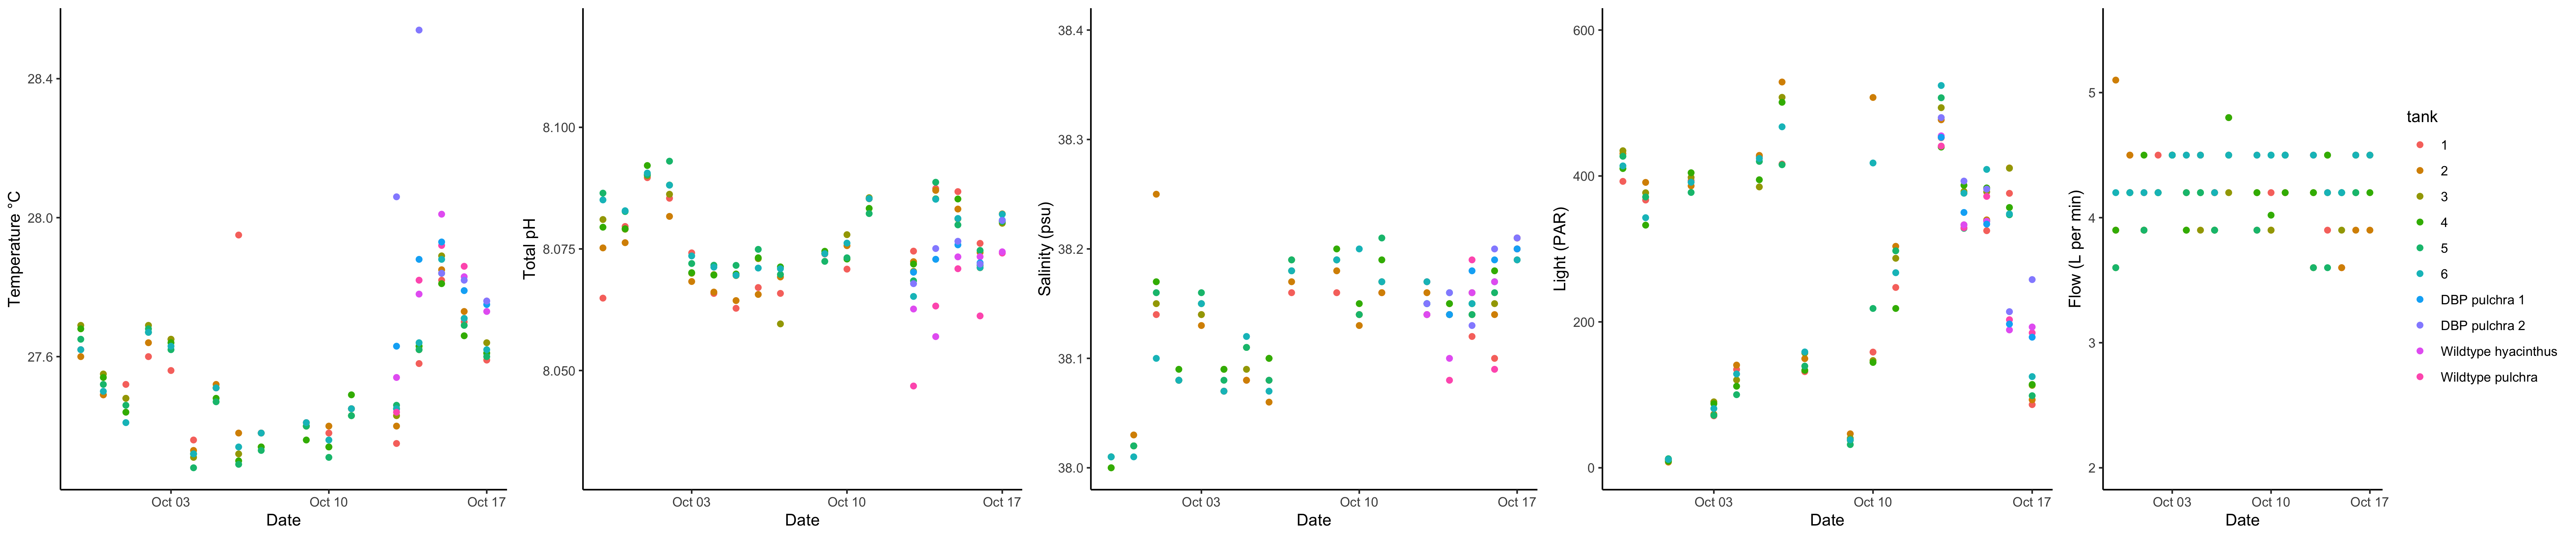 Temperature °C
28.4
28.0
27.6
Oct 03
Oct 10
Oct 17
Date
Total pH
8.100
8.075
8.050
Oct 03
Oct 10
Oct 17
Date
Salinity (psu)
38.4
38.3
38.2
38.1
38.0
Oct 03
Oct 10
Oct 17
Date
Light (PAR)
600
400
200
0
Oct 03
Oct 10
Oct 17
Date
Flow (L per min)
5
4
3
2
Oct 03
Oct 10
Oct 17
Date
tank
1
2
3
4
5
6
DBP pulchra 1
DBP pulchra 2
Wildtype hyacinthus
Wildtype pulchra